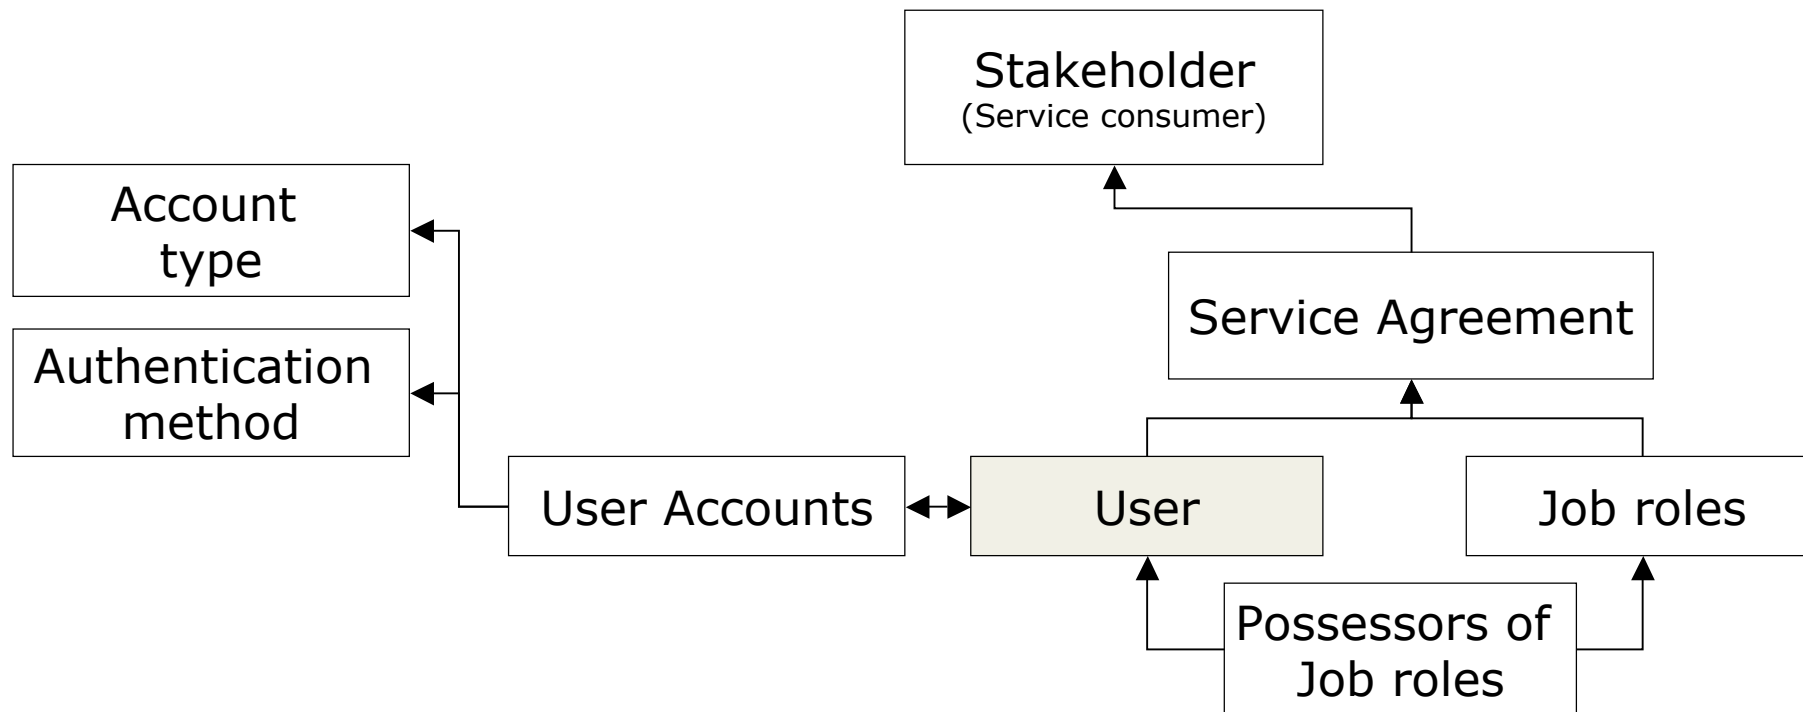 Stakeholder
(Service consumer)
Account
type
Service Agreement
Authentication
method
User Accounts
User
Job roles
Possessors of
Job roles